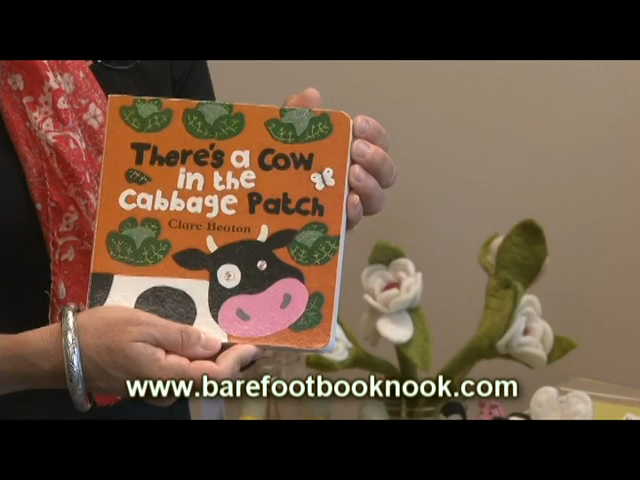 There's a Cow
in the
Cabbage Patch
Clare Beaton
www.barefootbooknook.com